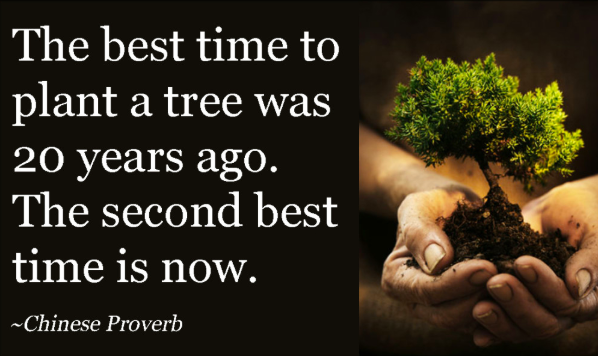 The best time to
plant a tree was
20 years ago.
The second best
time is now.
~Chinese Proverb